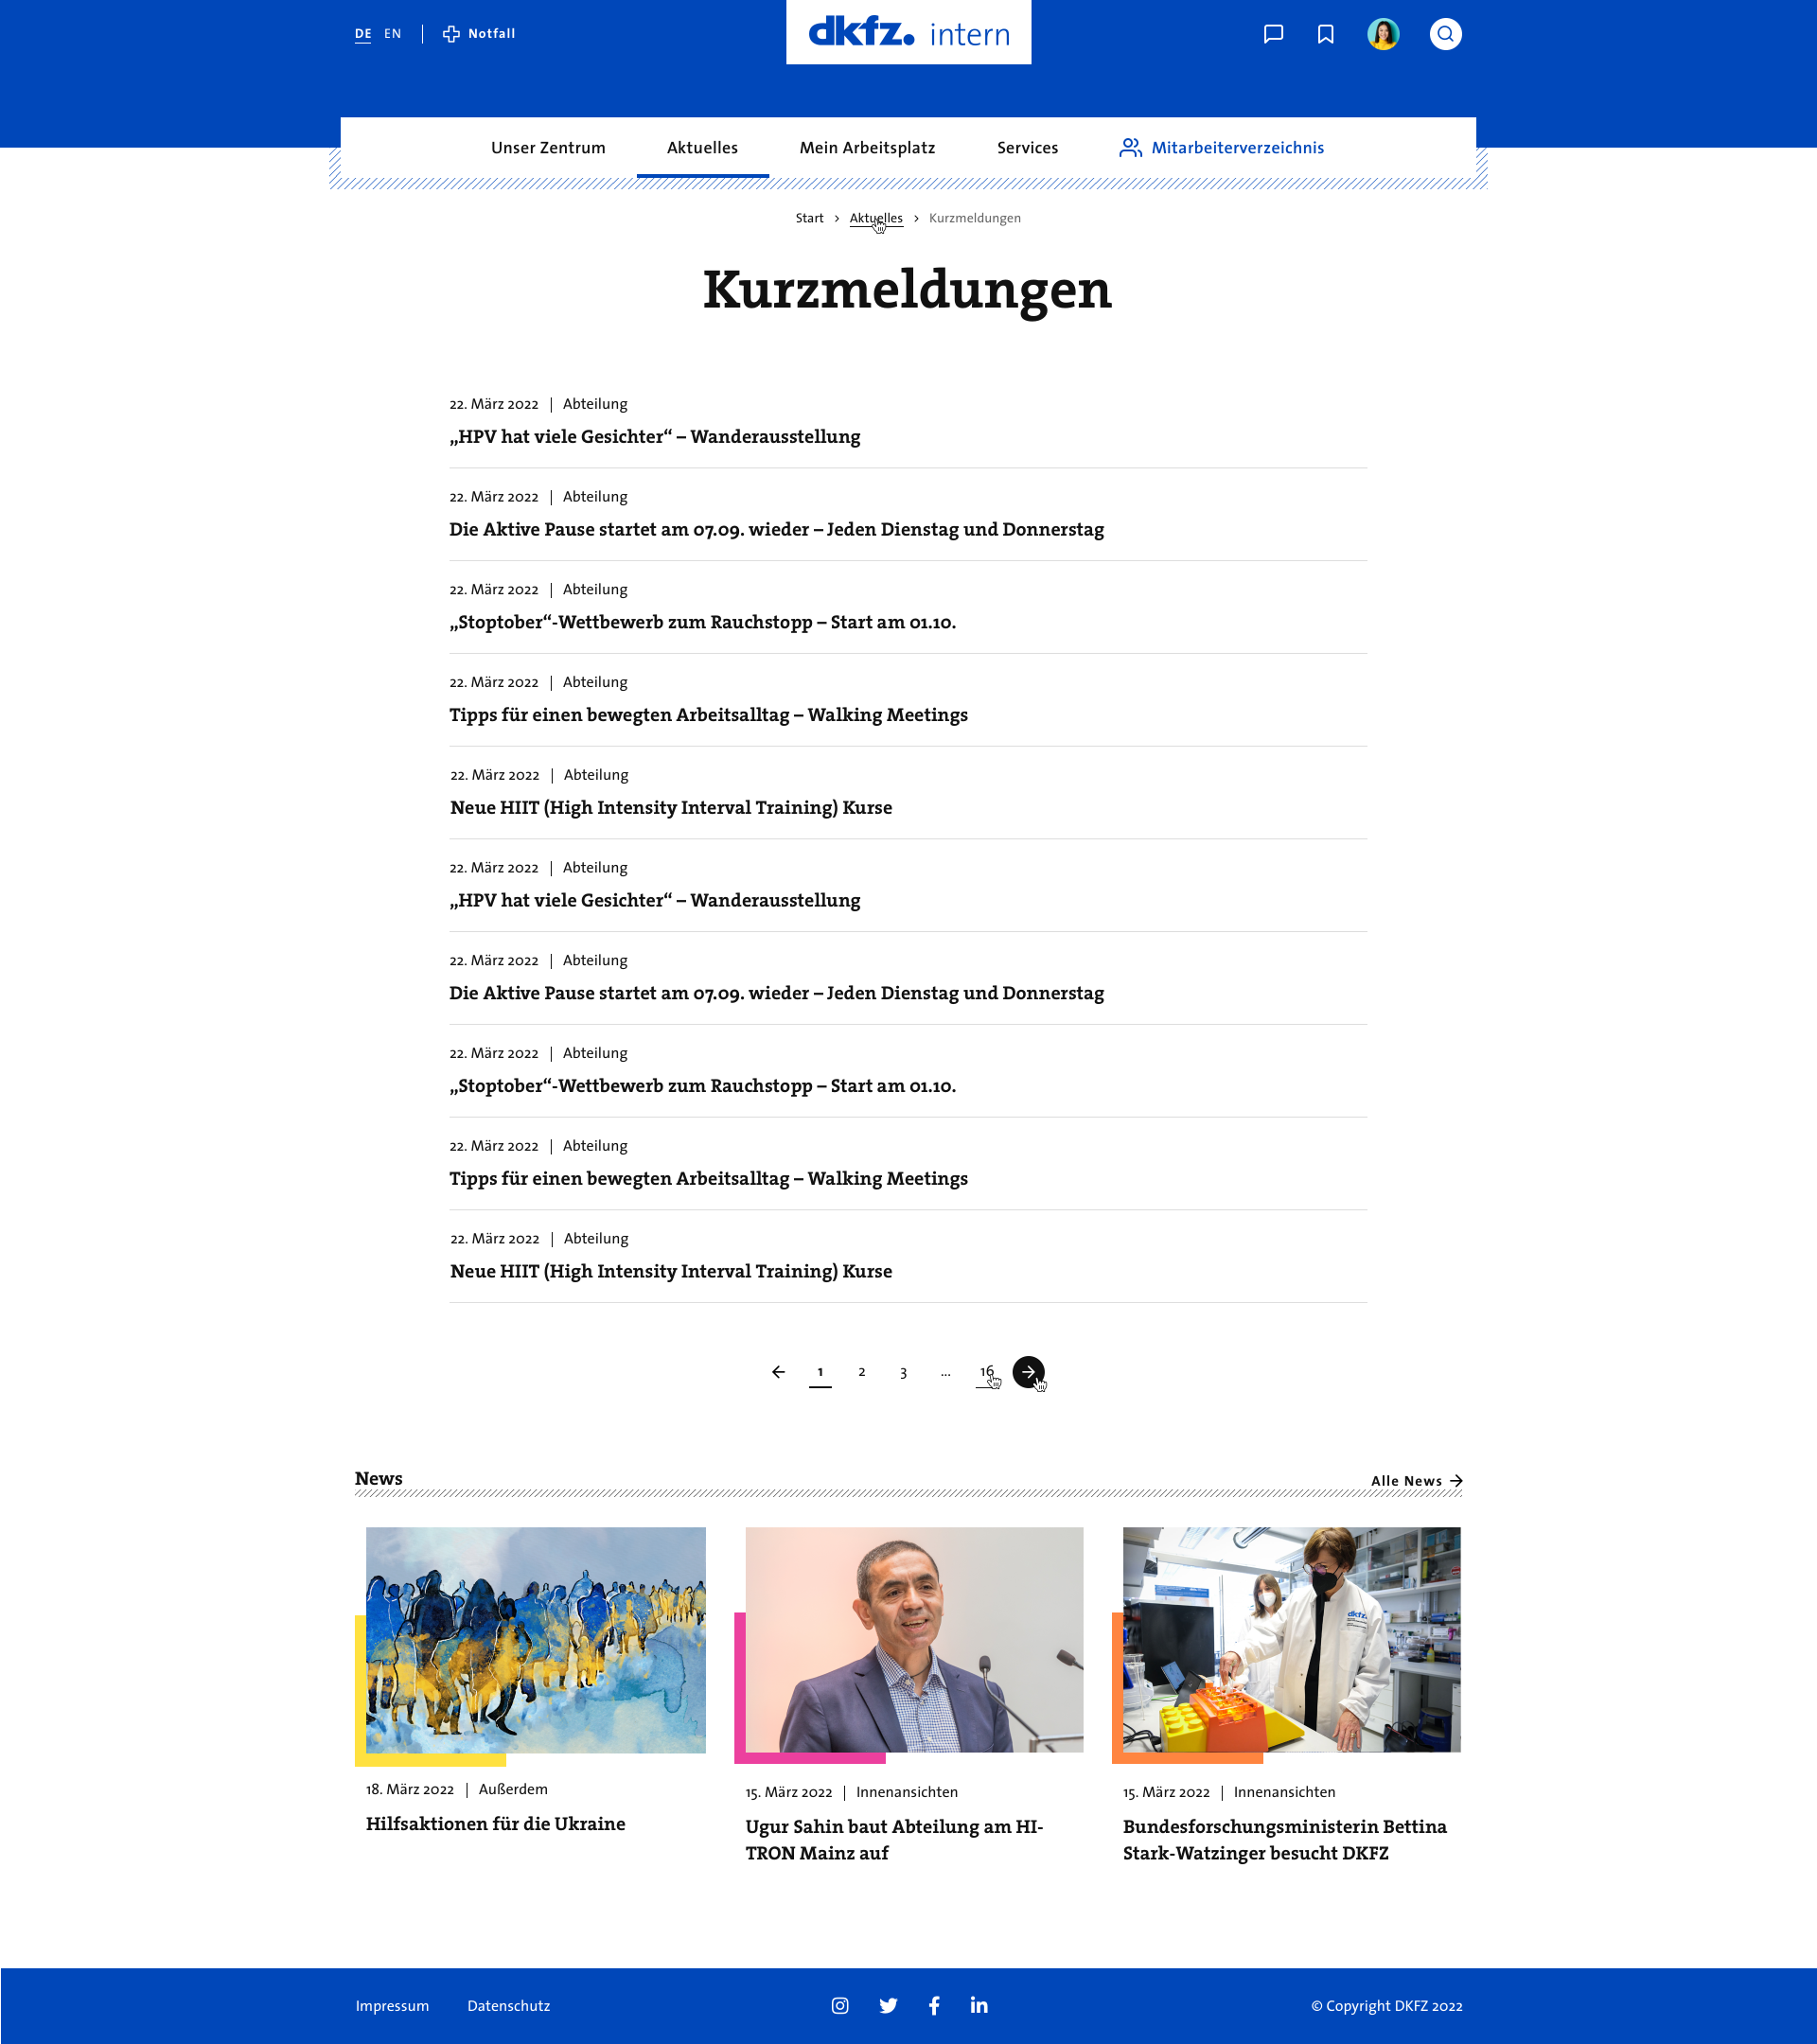 DE EN Notfall
dkfz. intern
Unser Zentrum Aktuelles Mein Arbeitsplatz Services Mitarbeiterverzeichnis
Start > Aktuelles > Kurzmeldungen
Kurzmeldungen
22. März 2022 | Abteilung
„HPV hat viele Gesichter“ – Wanderausstellung
22. März 2022 | Abteilung
Die Aktive Pause startet am 07.09. wieder – Jeden Dienstag und Donnerstag
22. März 2022 | Abteilung
„Stoptober“-Wettbewerb zum Rauchstopp – Start am 01.10.
22. März 2022 | Abteilung
Tipps für einen bewegten Arbeitsalltag – Walking Meetings
22. März 2022 | Abteilung
Neue HIIT (High Intensity Interval Training) Kurse
22. März 2022 | Abteilung
„HPV hat viele Gesichter“ – Wanderausstellung
22. März 2022 | Abteilung
Die Aktive Pause startet am 07.09. wieder – Jeden Dienstag und Donnerstag
22. März 2022 | Abteilung
„Stoptober“-Wettbewerb zum Rauchstopp – Start am 01.10.
22. März 2022 | Abteilung
Tipps für einen bewegten Arbeitsalltag – Walking Meetings
22. März 2022 | Abteilung
Neue HIIT (High Intensity Interval Training) Kurse
← 1 2 3 ... 16 →
News
Alle News →
dkfz.
18. März 2022 | Außerdem
Hilfsaktionen für die Ukraine
15. März 2022 | Innenansichten
Ugur Sahin baut Abteilung am HI-
TRON Mainz auf
15. März 2022 | Innenansichten
Bundesforschungsministerin Bettina
Stark-Watzinger besucht DKFZ
Impressum Datenschutz
© Copyright DKFZ 2022